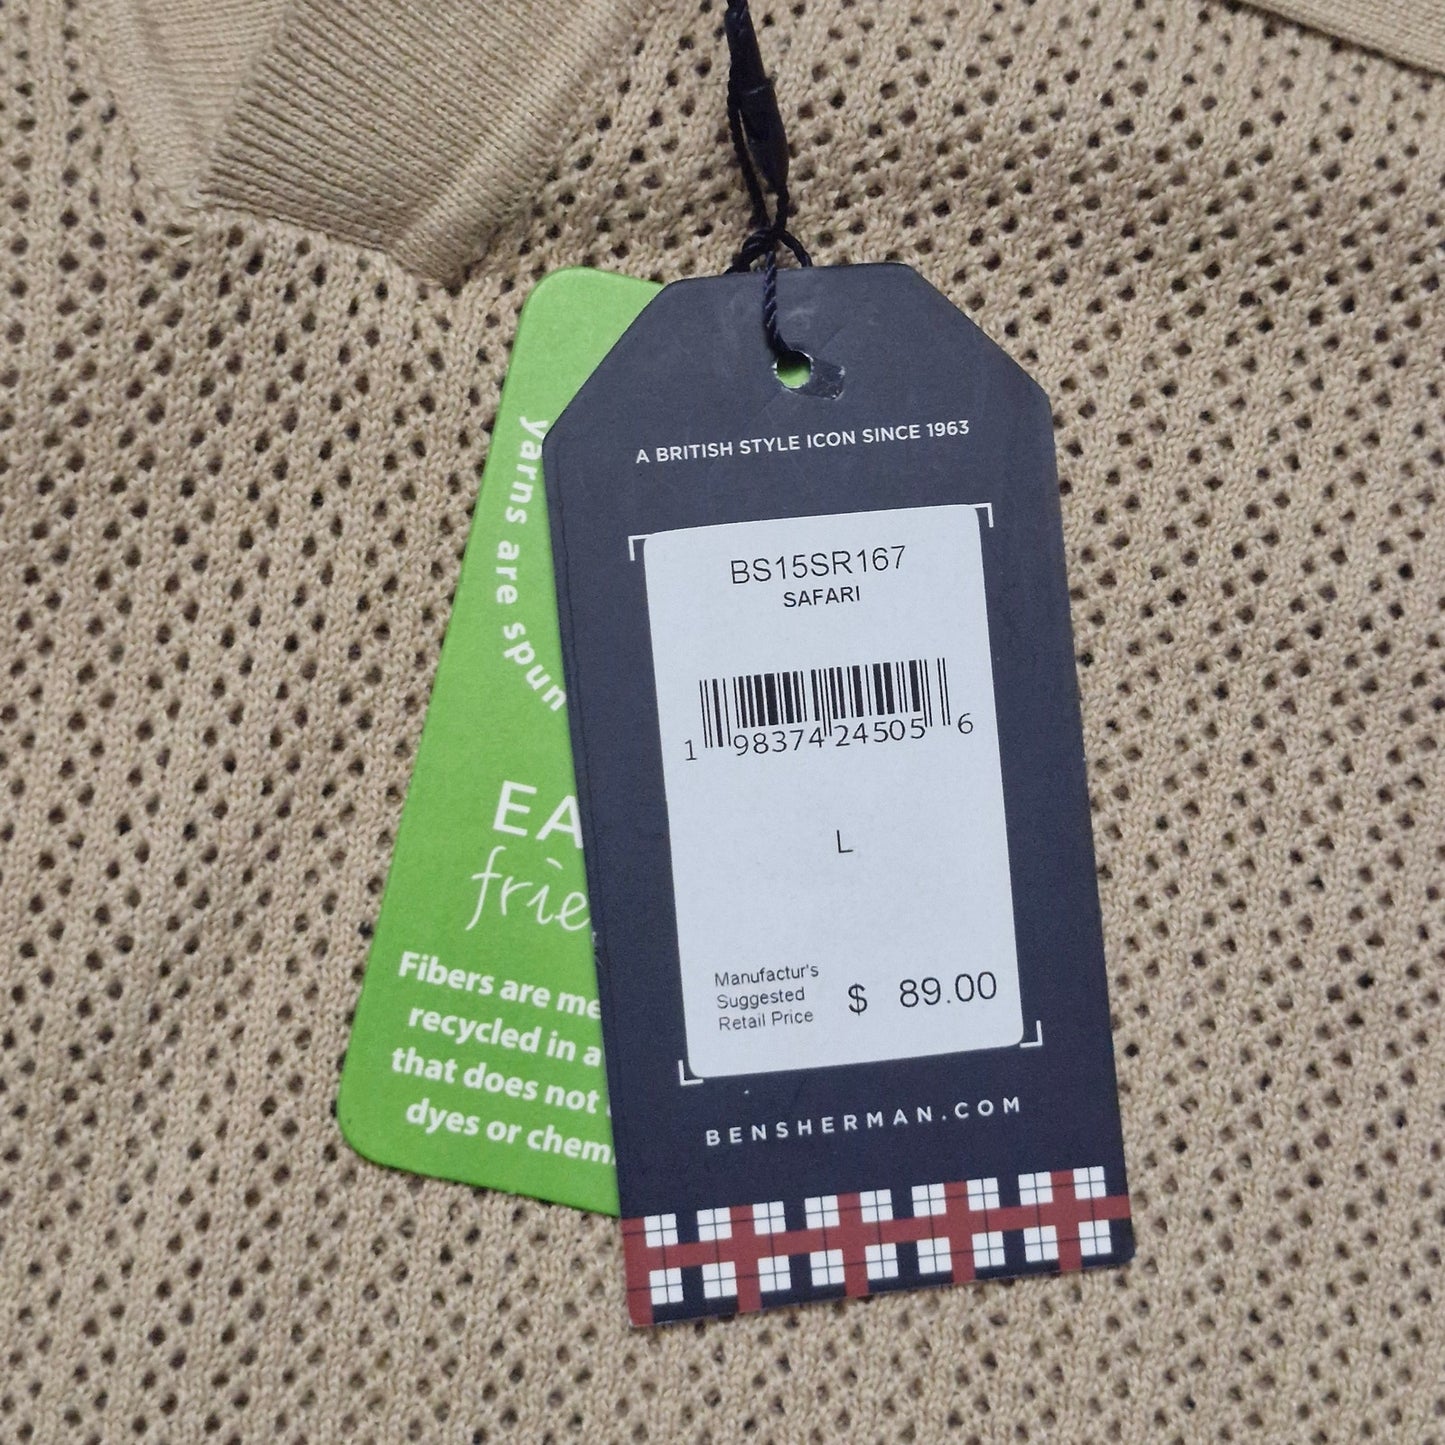 A BRITISH STYLE ICON SINCE 1963
BS15SR167
SAFARI
1 98374 24505 6
L
Manufactur's
Suggested
Retail Price
$ 89.00
BENSHERMAN.COM
yarns are spun
Fibers are
recycled in a
that does not
dyes or